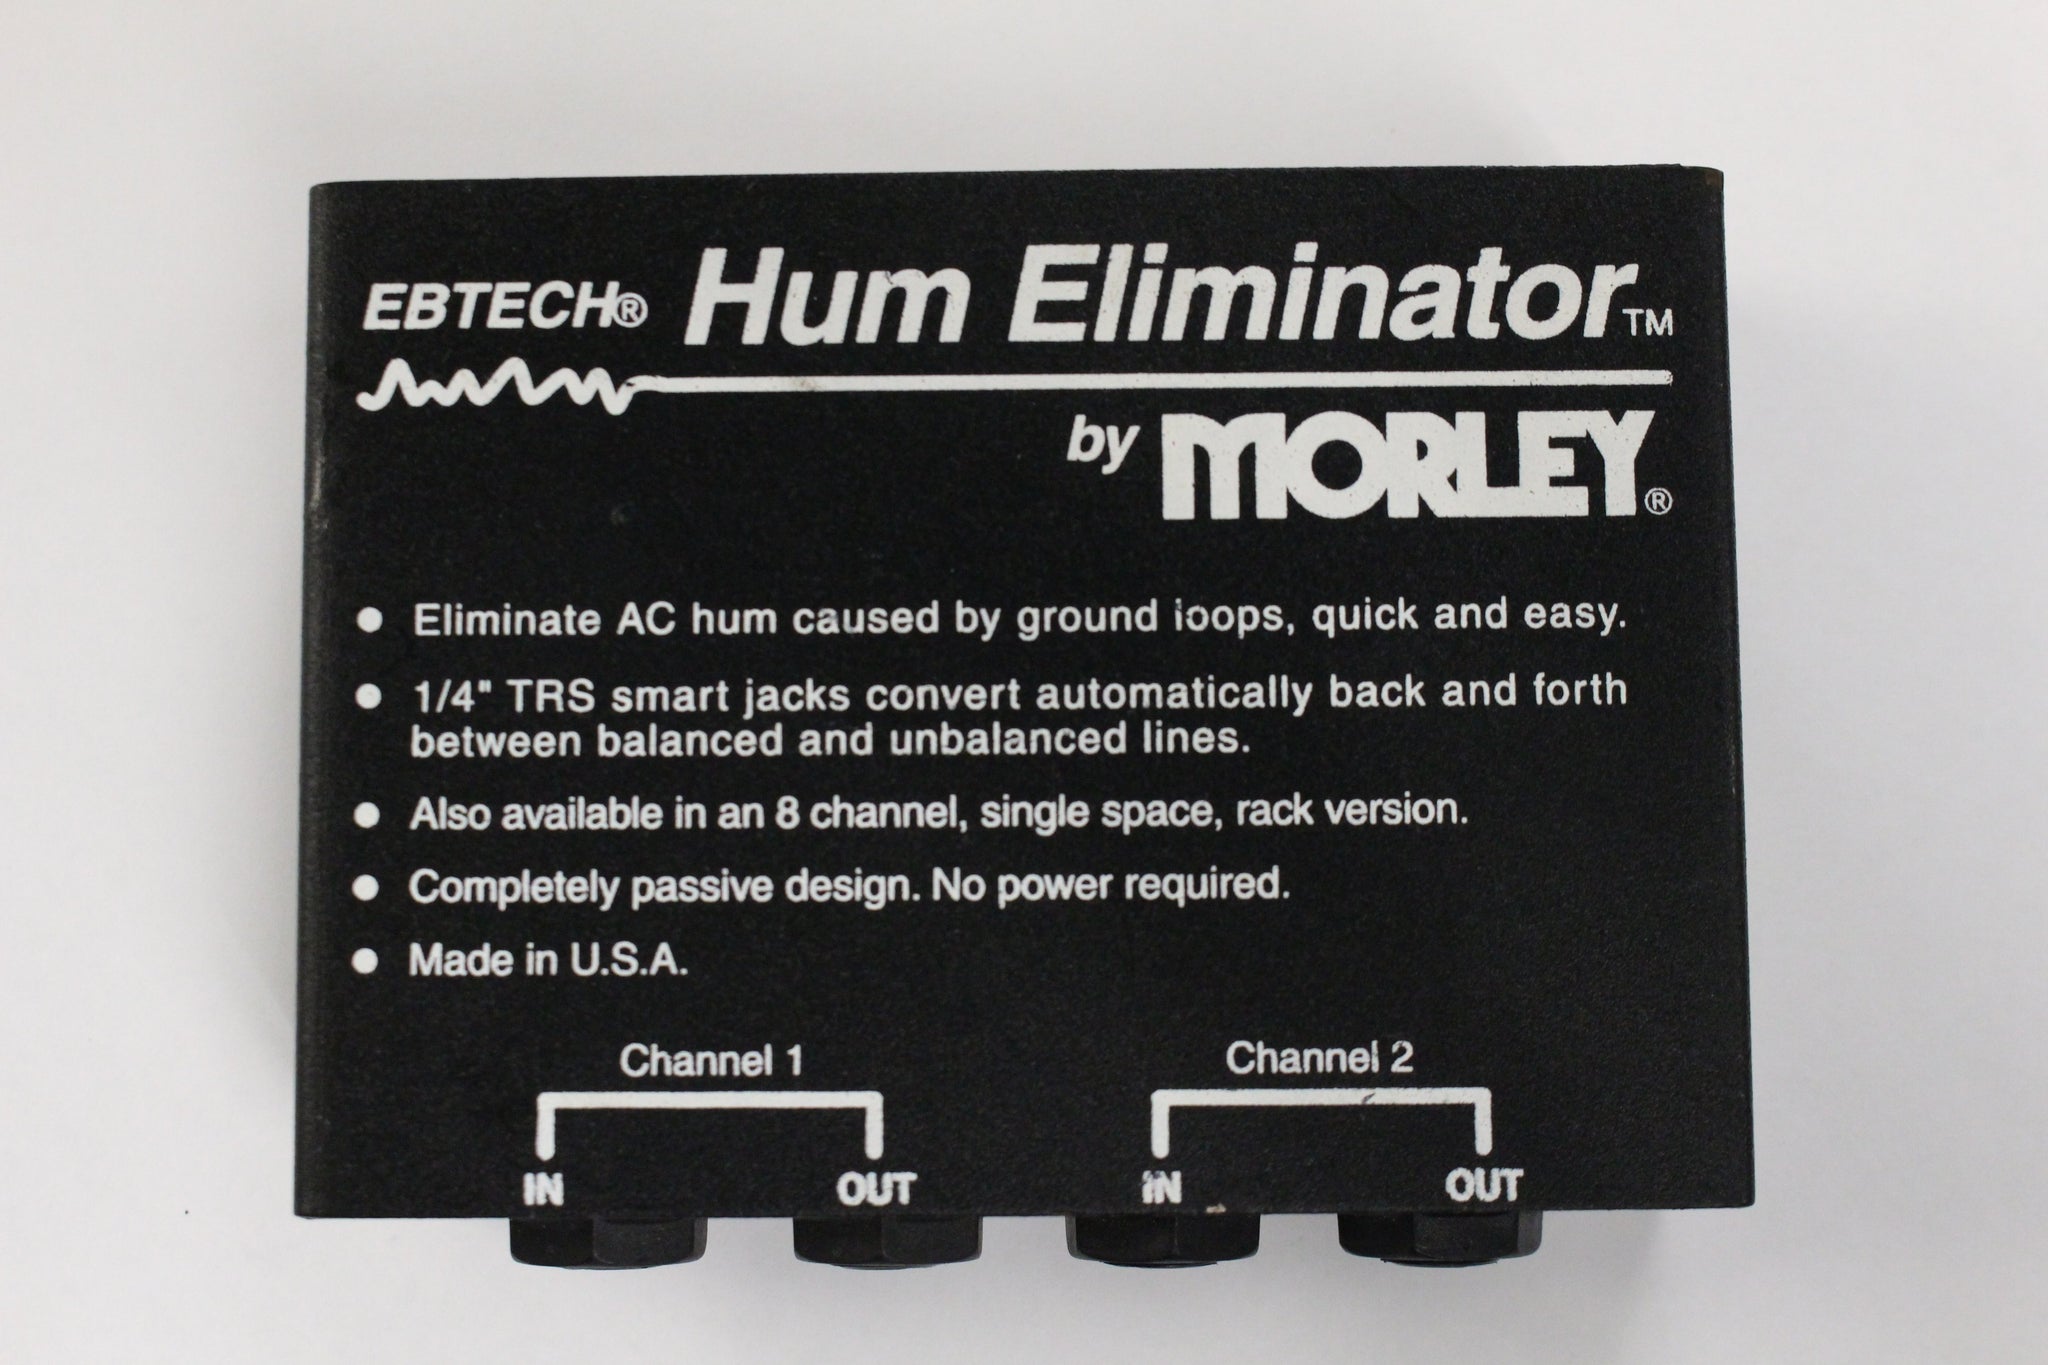 EBTECH® Hum Eliminator™
by MORLEY®
● Eliminate AC hum caused by ground loops, quick and easy.
● 1/4" TRS smart jacks convert automatically back and forth
between balanced and unbalanced lines.
● Also available in an 8 channel, single space, rack version.
● Completely passive design. No power required.
● Made in U.S.A.
Channel 1 Channel 2
IN OUT IN OUT